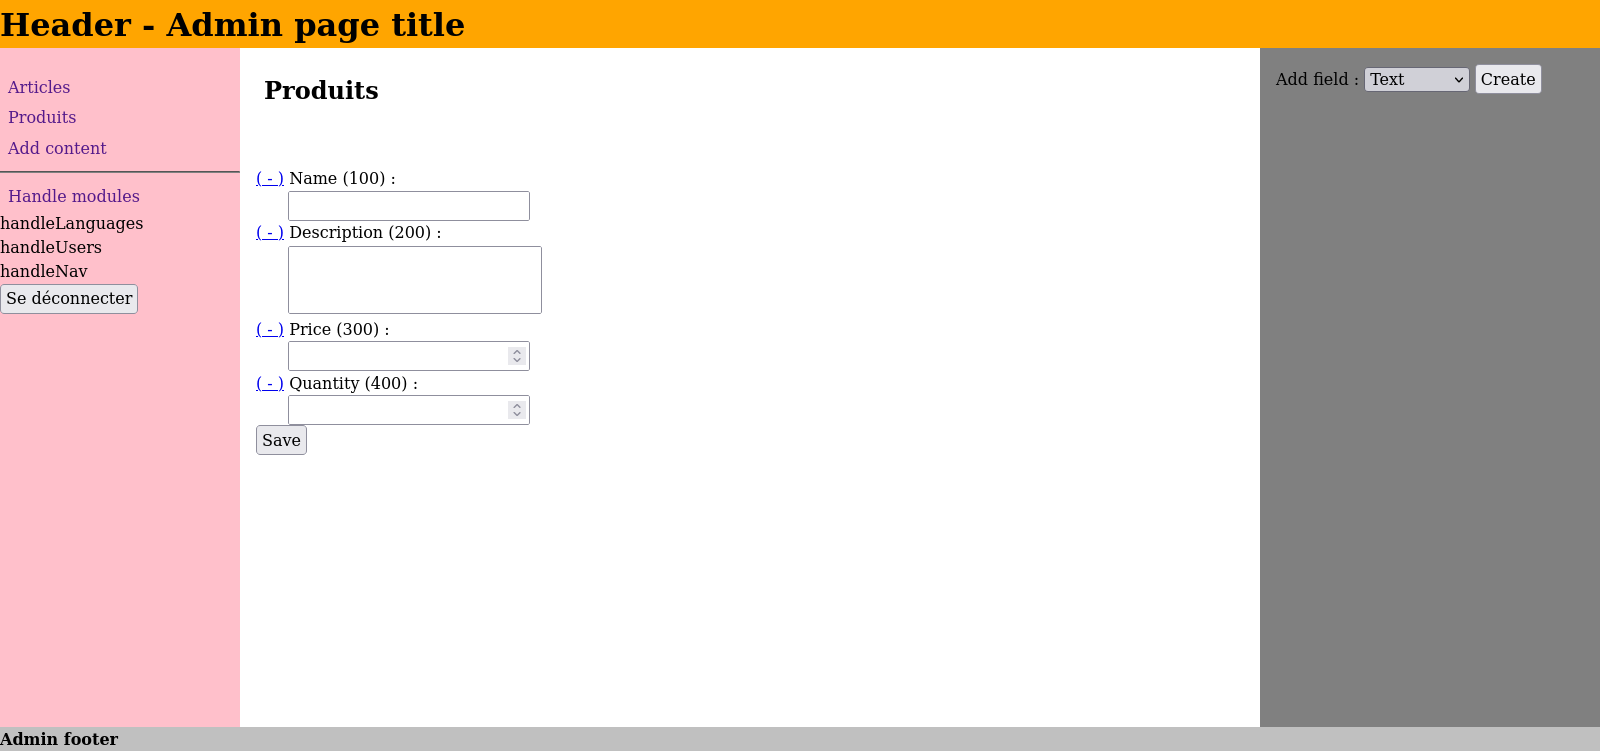 Header - Admin page title
Articles
Produits
Add content
Handle modules
handleLanguages
handleUsers
handleNav
Se déconnecter
Produits
( - ) Name (100) :
( - ) Description (200) :
( - ) Price (300) :
( - ) Quantity (400) :
Save
Add field : Text Create
Admin footer